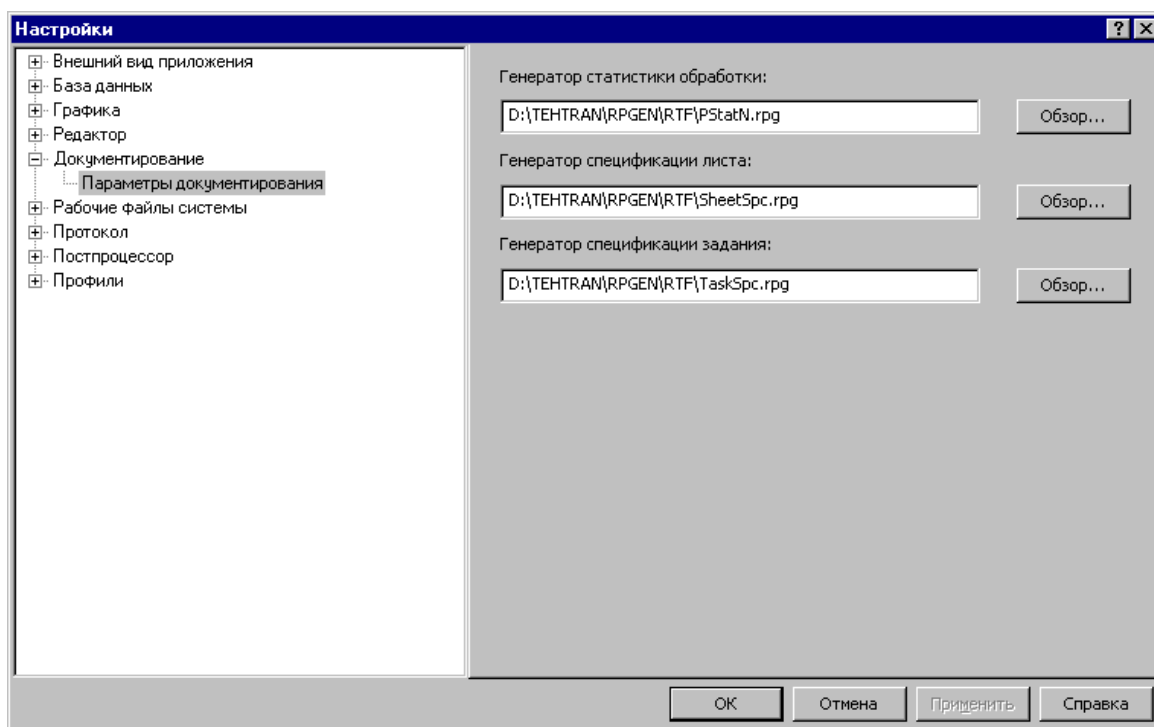 Настройки
Внешний вид приложения
База данных
Графика
Редактор
Документирование
Параметры документирования
Рабочие файлы системы
Протокол
Постпроцессор
Профили
Генератор статистики обработки:
D:\TEHTRAN\RPGEN\RTF\PStatN.rpg
Обзор...
Генератор спецификации листа:
D:\TEHTRAN\RPGEN\RTF\SheetSpc.rpg
Обзор...
Генератор спецификации задания:
D:\TEHTRAN\RPGEN\RTF\TaskSpc.rpg
Обзор...
ОК
Отмена
Применить
Справка